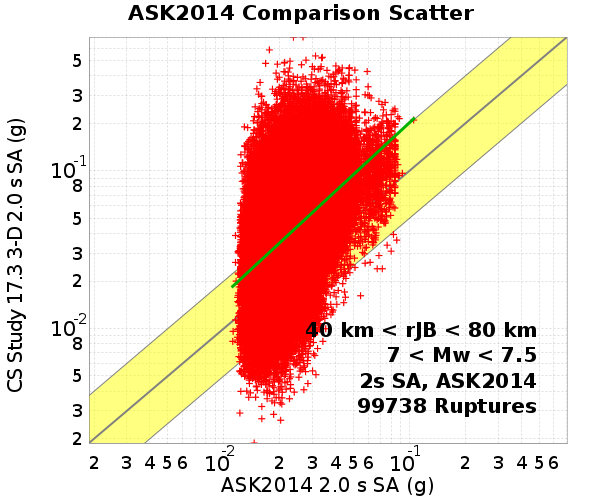 ASK2014 Comparison Scatter
CS Study 17.3 3-D 2.0 s SA (g)
5
3
2
10^-1
8
5
3
2
10^-2
8
5
3
2
40 km < rJB < 80 km
7 < Mw < 7.5
2s SA, ASK2014
99738 Ruptures
2 3 4 5 6 10^-2 2 3 4 5 6 10^-1 2 3 4 5 6
ASK2014 2.0 s SA (g)